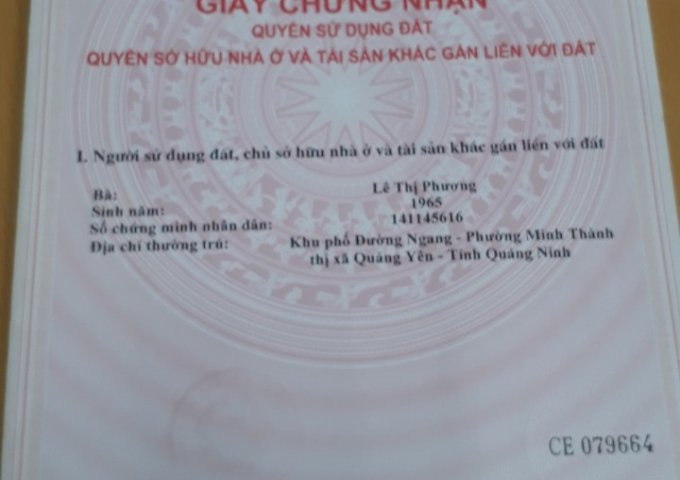 GIẤY CHỨNG NHẬN
QUYỀN SỬ DỤNG ĐẤT
QUYỀN SỞ HỮU NHÀ Ở VÀ TÀI SẢN KHÁC GẮN LIỀN VỚI ĐẤT
I. Người sử dụng đất, chủ sở hữu nhà ở và tài sản khác gắn liền với đất
Bà: Lê Thị Phương
Sinh năm: 1965
Số chứng minh nhân dân: 141145616
Địa chỉ thường trú: Khu phố Đường Ngang - Phường Minh Thành
thị xã Quảng Yên - Tỉnh Quảng Ninh
CE 079664